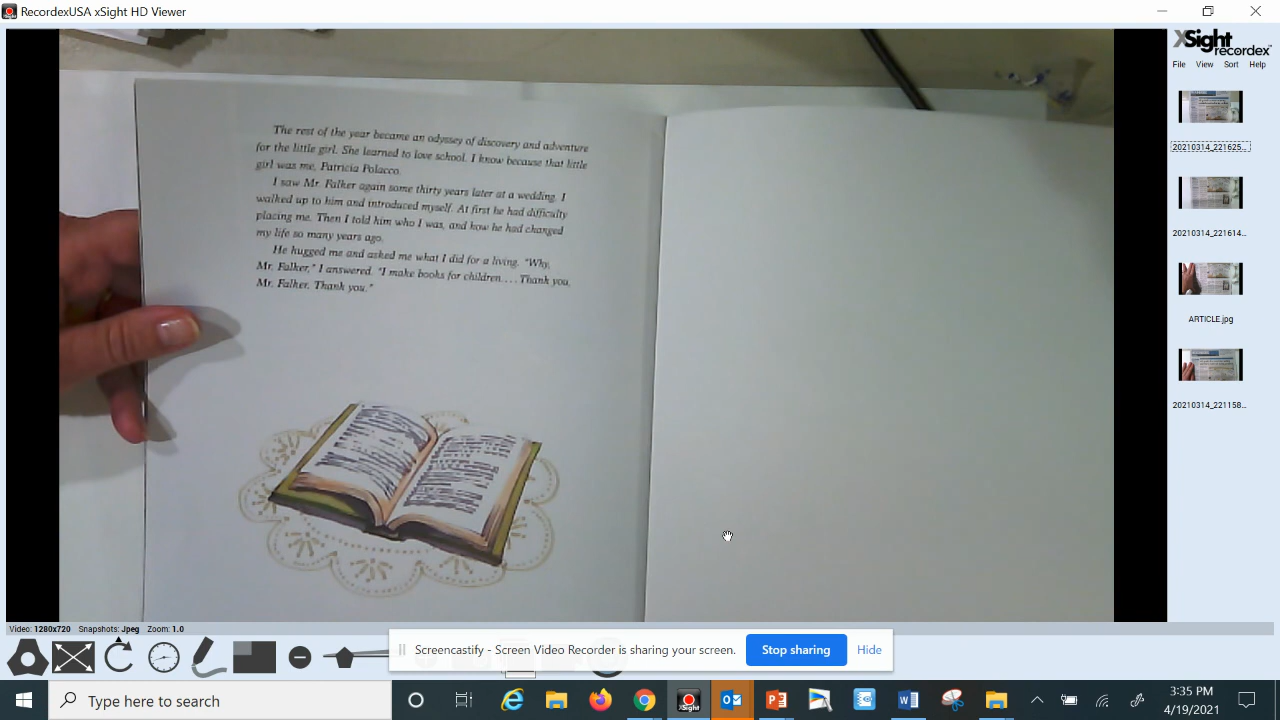 RecordexUSA xSight HD Viewer
XSight
recordex
File View Sort Help
The rest of the year became an odyssey of discovery and adventure
for the little girl. She learned to love school. I know because that little
girl was me, Patricia Polacco.
I saw Mr. Falker again some thirty years later at a wedding. I
walked up to him and introduced myself. At first he had difficulty
placing me. Then I told him who I was, and how he had changed
my life so many years ago.
He hugged me and asked me what I did for a living. "Why,
Mr. Falker," I answered. "I make books for children.... Thank you,
Mr. Falker. Thank you."
20210314_221625...
20210314_221614...
ARTICLE.jpg
20210314_221158...
Video: 1280x720 Snapshots: Jpeg Zoom: 1.0
Screencastify - Screen Video Recorder is sharing your screen.
Stop sharing
Hide
Type here to search
xSight
3:35 PM
4/19/2021